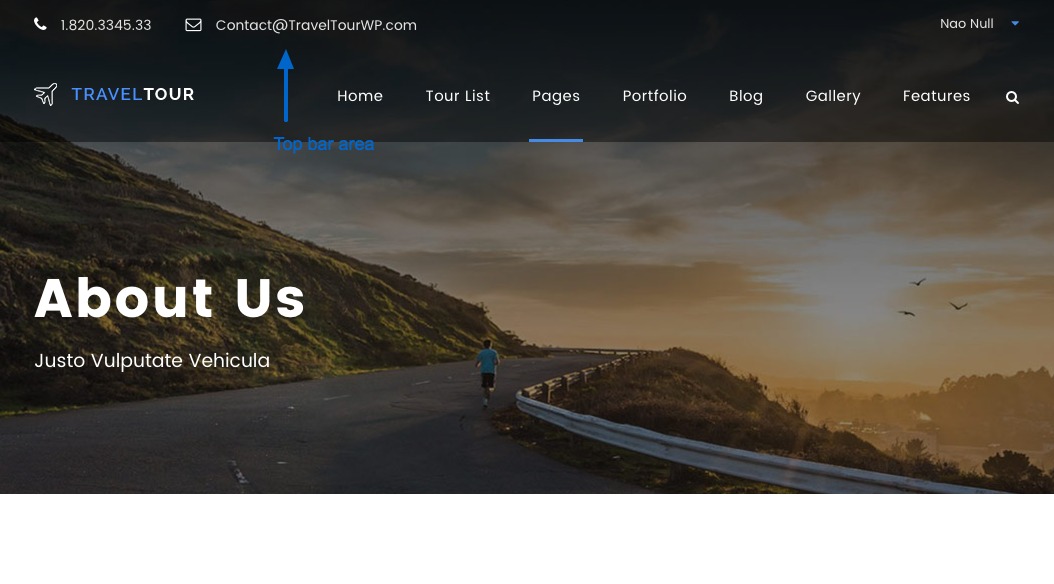 1.820.3345.33 Contact@TravelTourWP.com Nao Null
TRAVELTOUR Home Tour List Pages Portfolio Blog Gallery Features
Top bar area
About Us
Justo Vulputate Vehicula